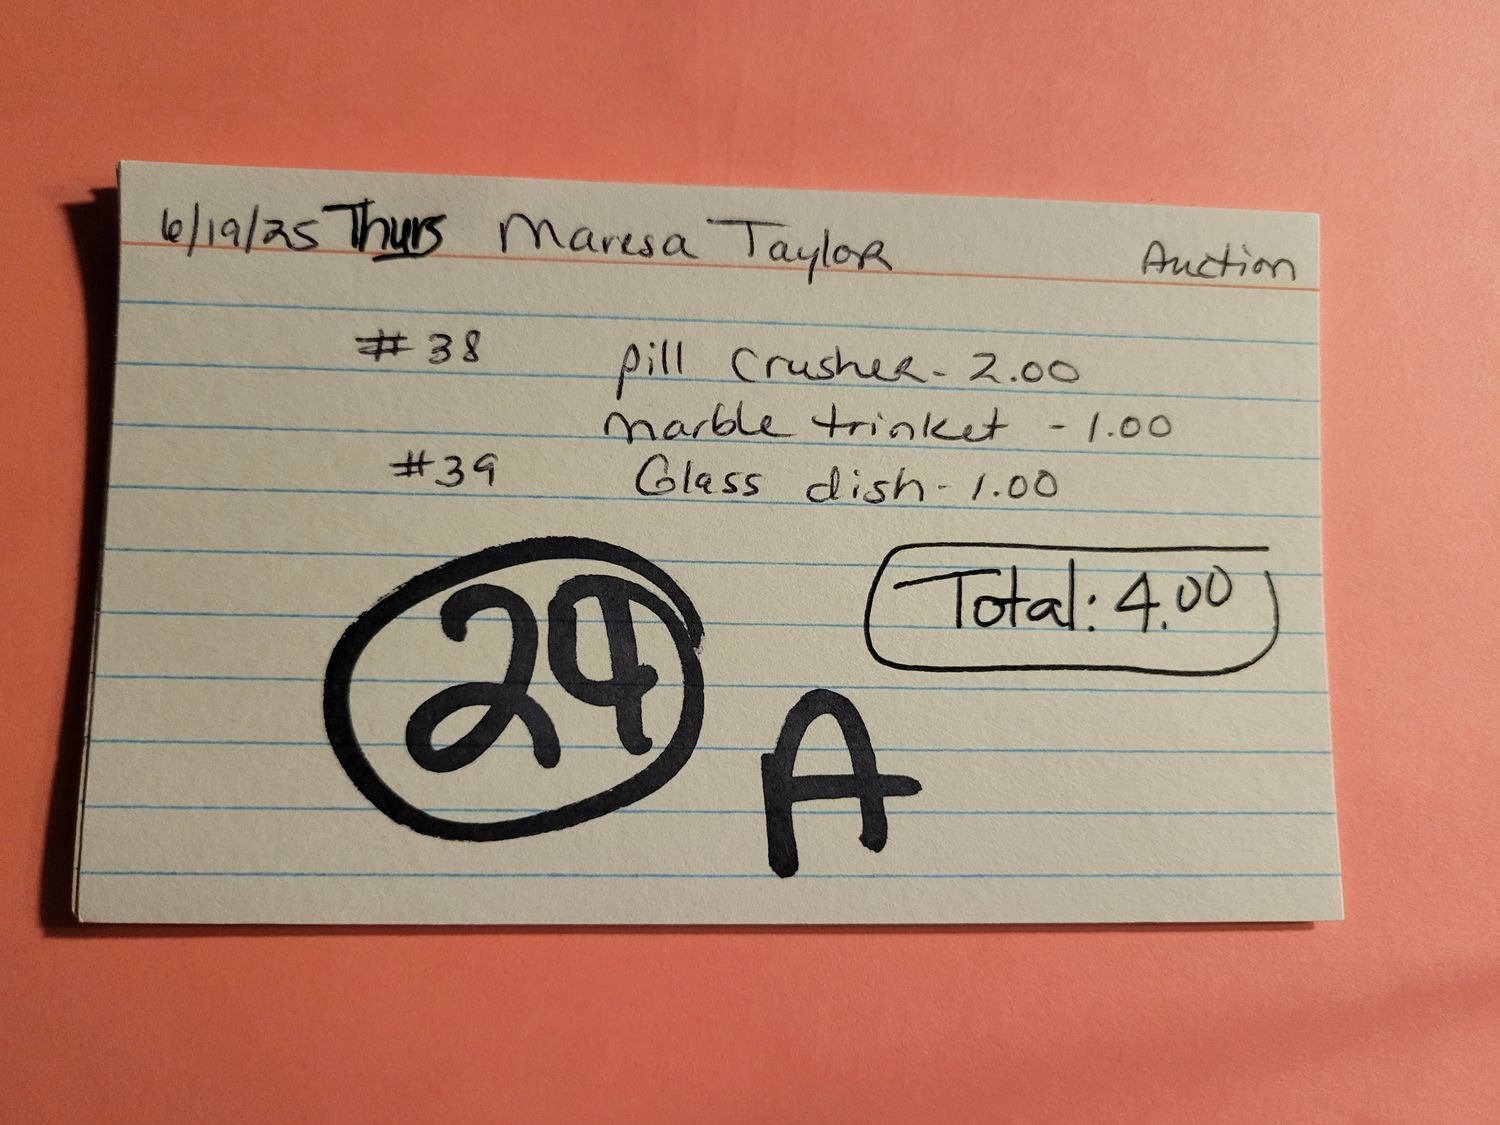 6/19/25 Thurs Maresa Taylor Auction
#38 pill crusher - 2.00
marble trinket - 1.00
#39 Glass dish - 1.00
Total: 4.00
24
A